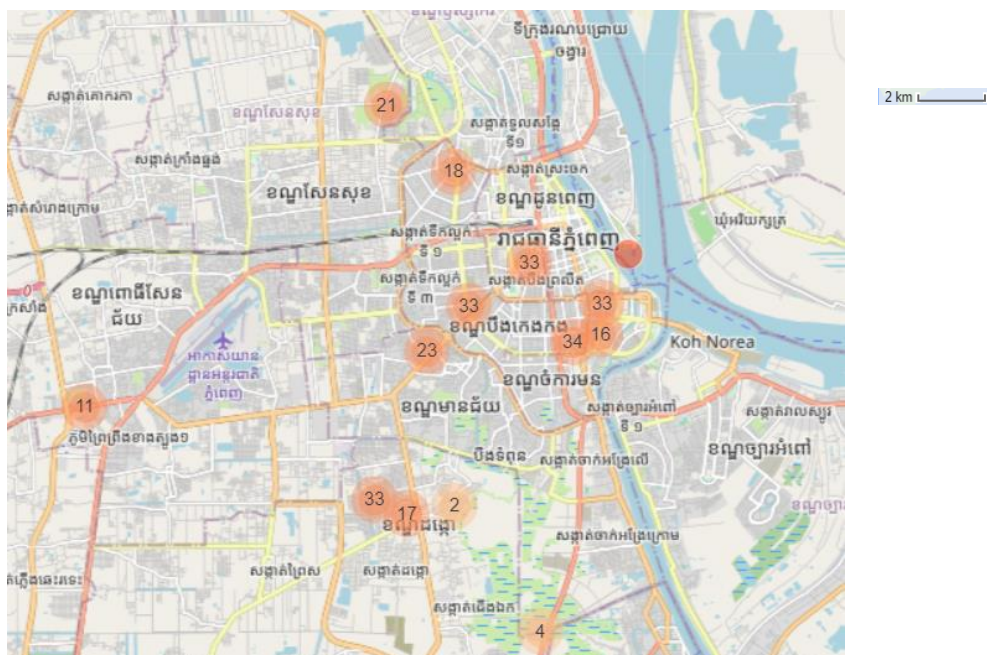 ទីក្រុងរណបជ្រោយ
ចង្វារ
សង្កាត់គោករកា
ខណ្ឌសែនសុខ
21
សង្កាត់ទួលសង្កែ
ទី១
សង្កាត់ក្រាំងធ្នង់
18
សង្កាត់ស្រះចក
ខណ្ឌសែនសុខ
ខណ្ឌដូនពេញ
ឃុំអរិយក្សត្រ
សង្កាត់ទឹកល្អក់
ទី ១
រាជធានីភ្នំពេញ
33
សង្កាត់ទឹកល្អក់
ទី ៣
សង្កាត់បឹងព្រលឹត
ខណ្ឌពោធិ៍សែន
ជ័យ
33
33
ខណ្ឌបឹងកេងកង
16
34
Koh Norea
23
អាកាសយាន
ដ្ឋានអន្តរជាតិ
ភ្នំពេញ
ខណ្ឌចំការមន
11
ខណ្ឌមានជ័យ
សង្កាត់ច្បារអំពៅ
ទី ១
សង្កាត់វាលស្បូវ
ភូមិព្រៃព្រីងខាងត្បូង១
បឹងទំពុន
សង្កាត់ចាក់អង្រែលើ
ខណ្ឌច្បារអំពៅ
33
17
2
ខណ្ឌដង្កោ
សង្កាត់ចាក់អង្រែក្រោម
សង្កាត់ព្រៃស
សង្កាត់ដង្កោ
សង្កាត់ជើងឯក
4
2 km